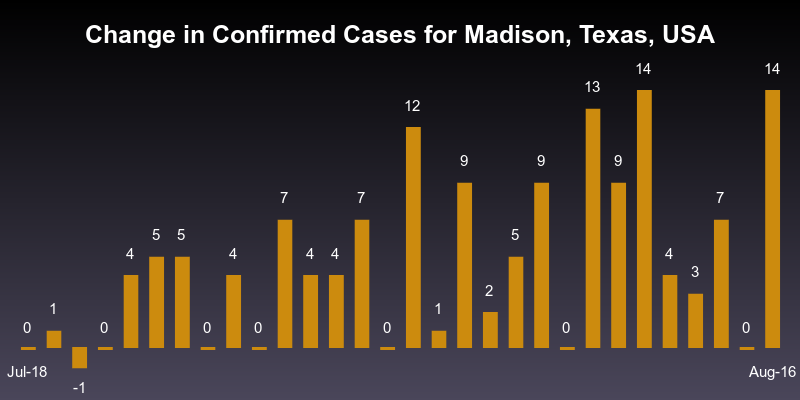 Change in Confirmed Cases for Madison, Texas, USA
0 1 -1 0 4 5 5 0 4 0 7 4 4 7 0 12 1 9 2 5 9 0 13 9 14 4 3 7 0 14
Jul-18 Aug-16